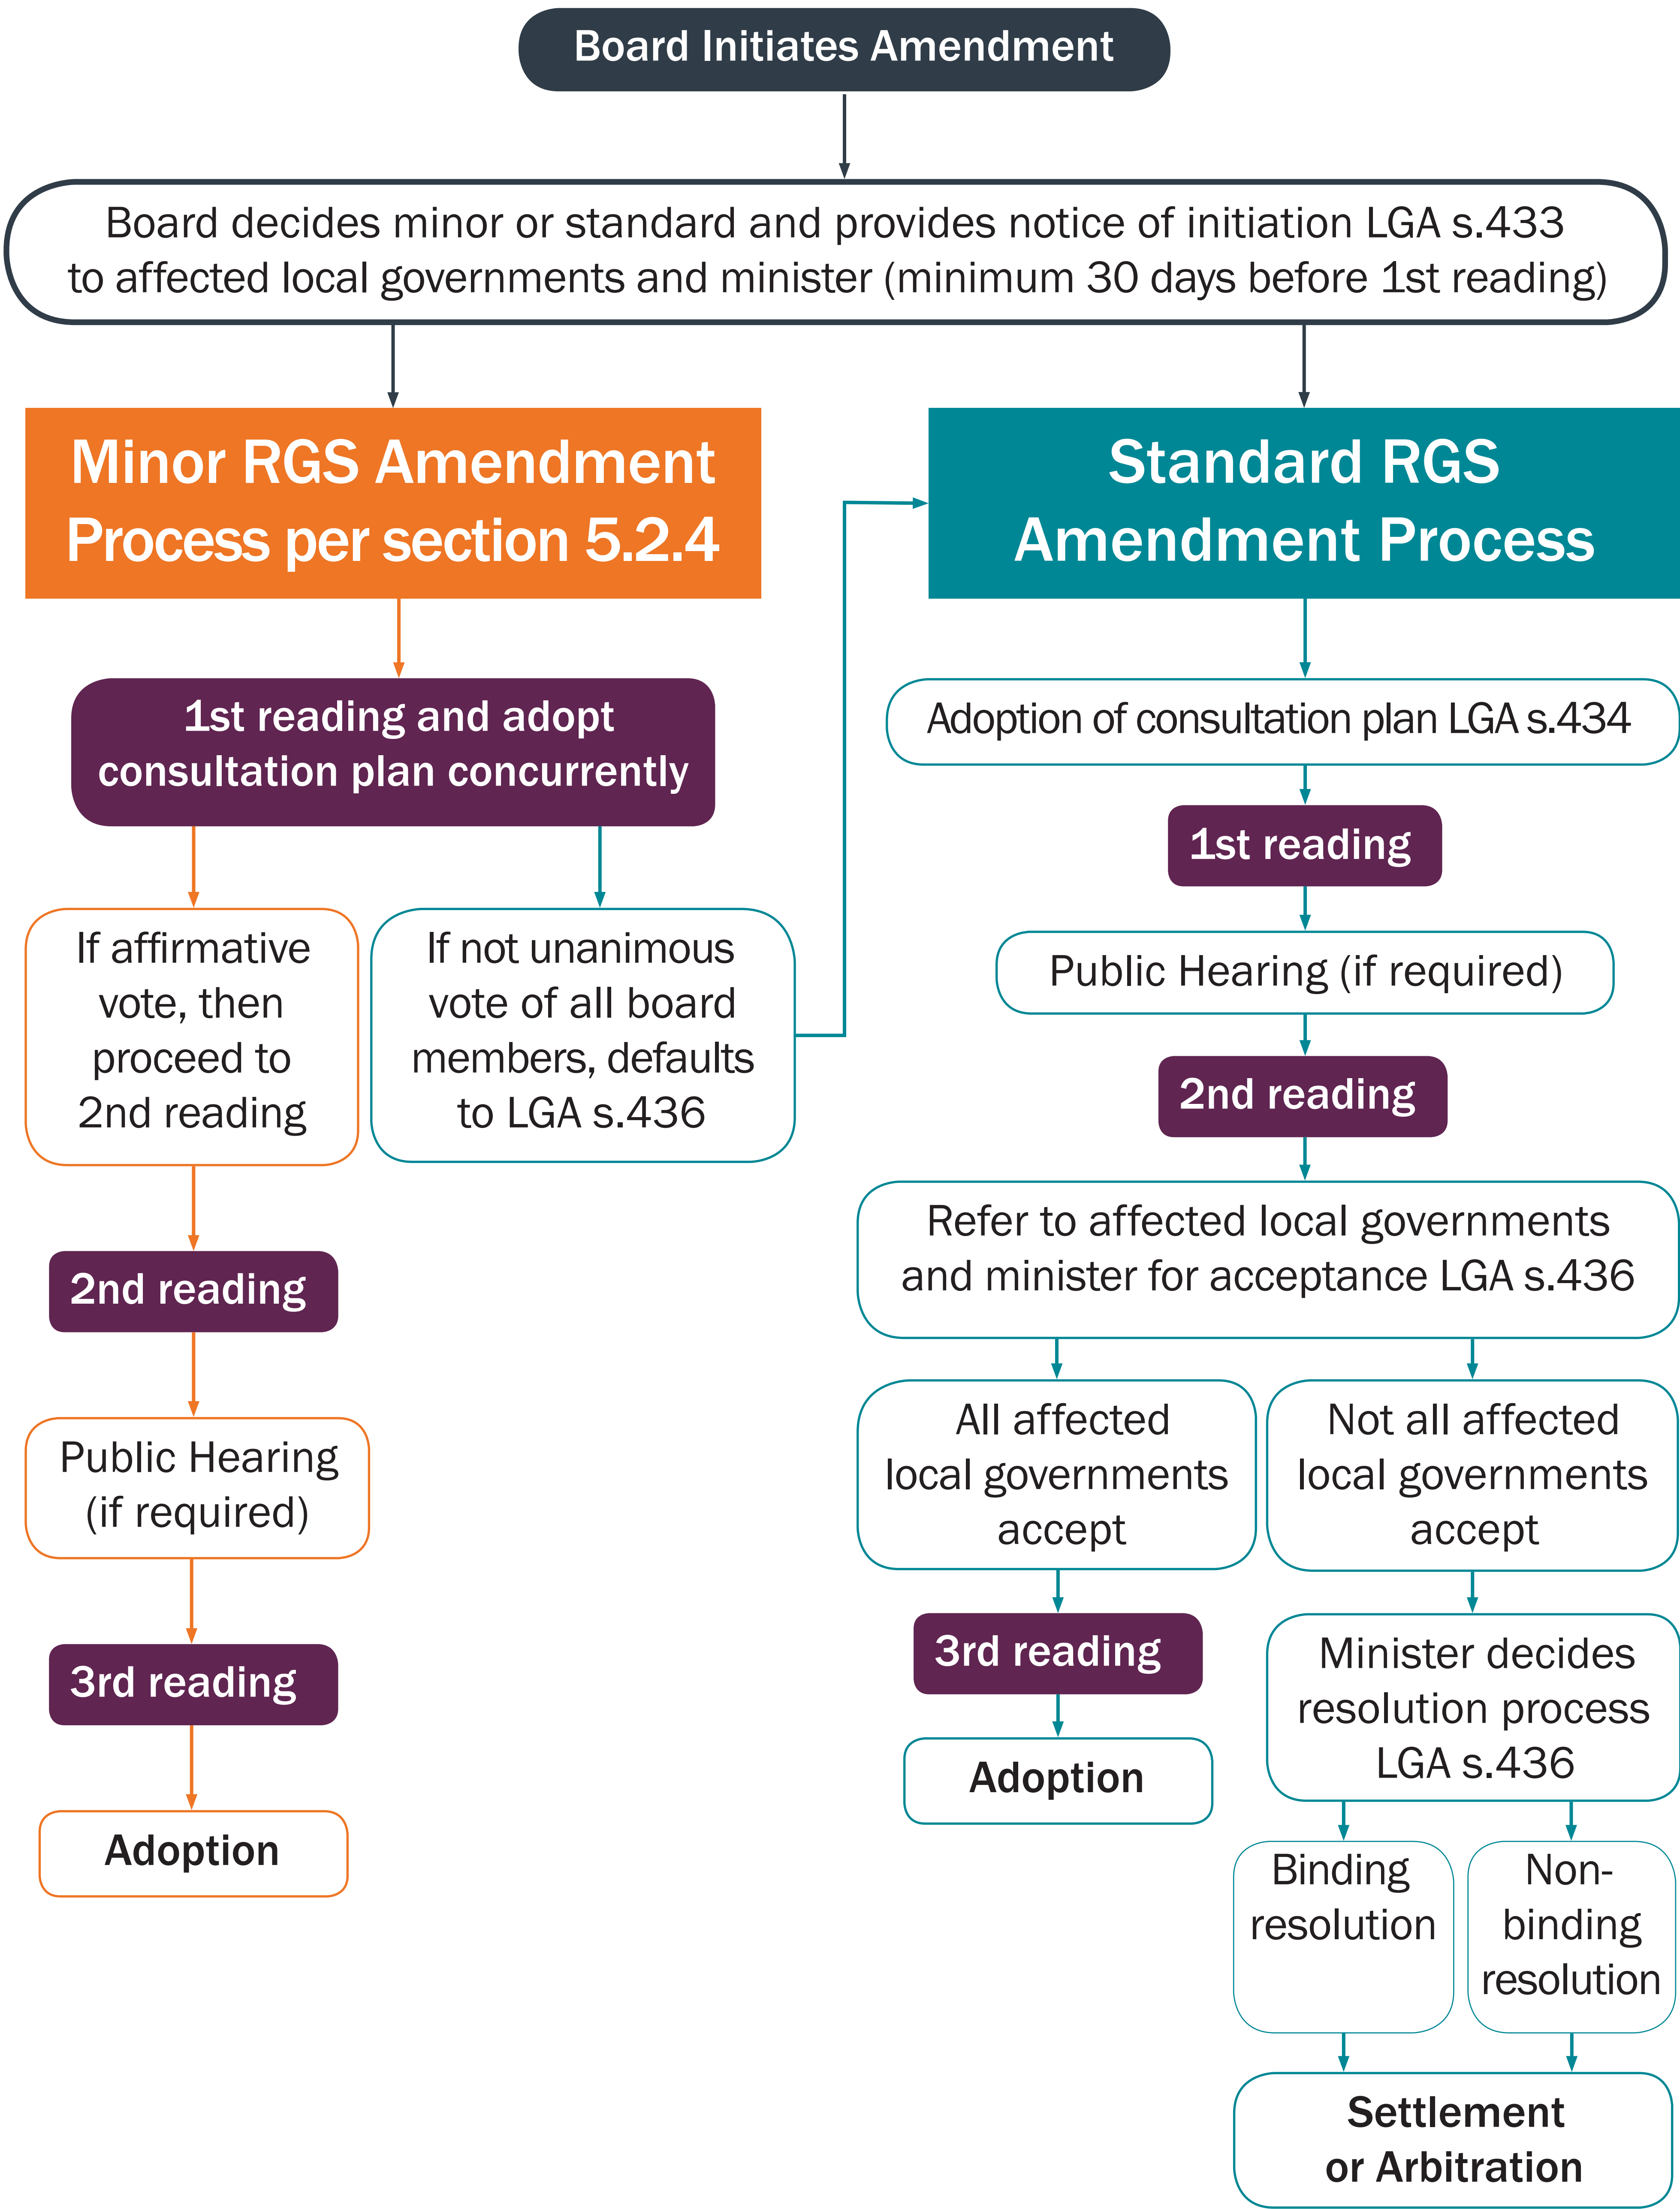 Board Initiates Amendment
Board decides minor or standard and provides notice of initiation LGA s.433
to affected local governments and minister (minimum 30 days before 1st reading)
Minor RGS Amendment
Process per section 5.2.4
1st reading and adopt
consultation plan concurrently
If affirmative
vote, then
proceed to
2nd reading
If not unanimous
vote of all board
members, defaults
to LGA s.436
2nd reading
Public Hearing
(if required)
3rd reading
Adoption
Standard RGS
Amendment Process
Adoption of consultation plan LGA s.434
1st reading
Public Hearing (if required)
2nd reading
Refer to affected local governments
and minister for acceptance LGA s.436
All affected
local governments
accept
3rd reading
Adoption
Not all affected
local governments
accept
Minister decides
resolution process
LGA s.436
Binding
resolution
Non-
binding
resolution
Settlement
or Arbitration